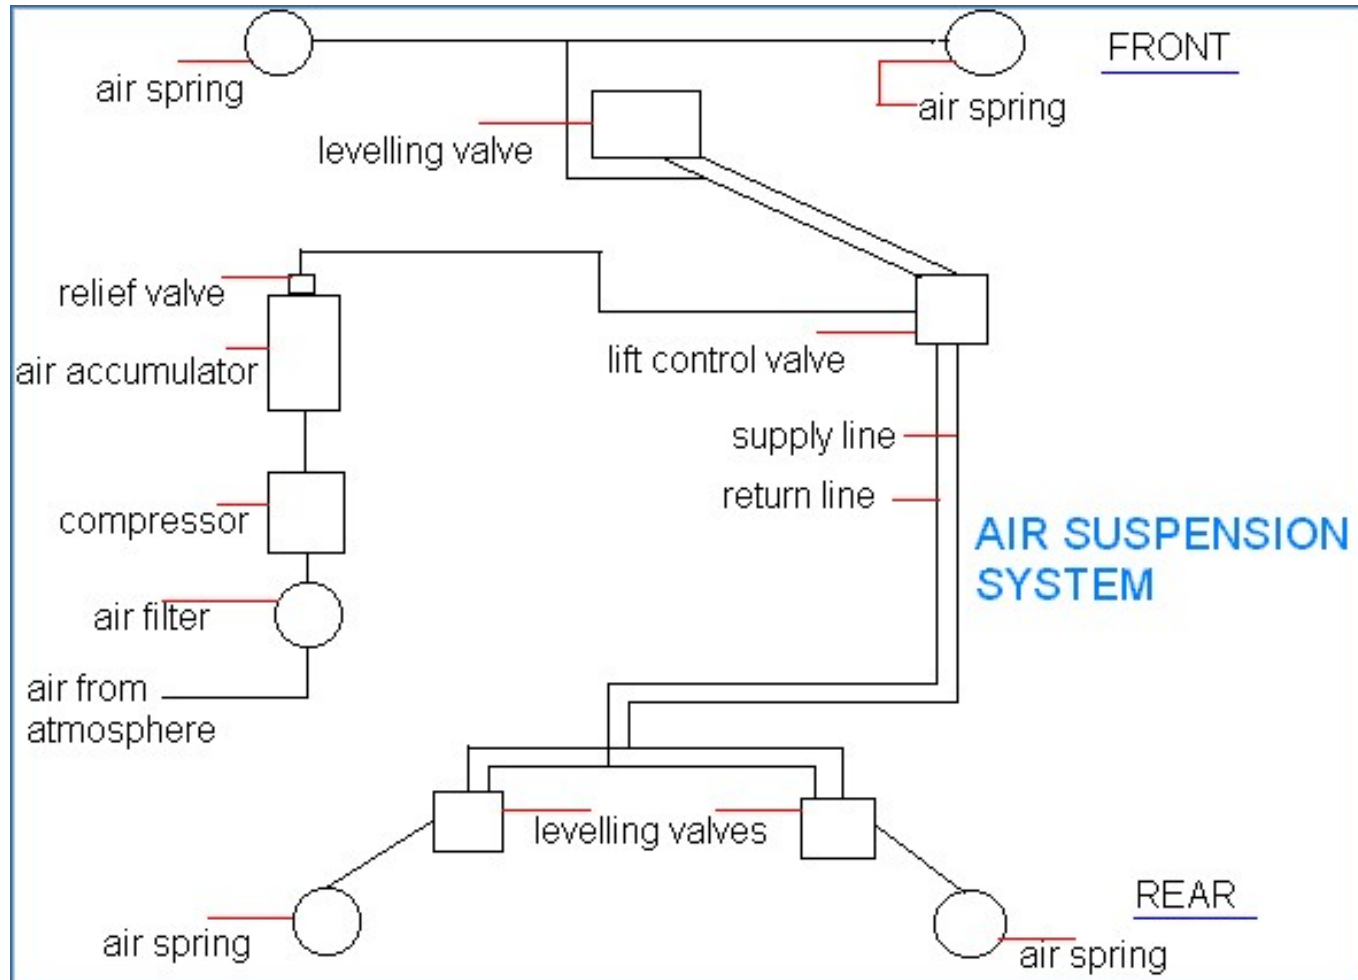 FRONT
air spring
air spring
levelling valve
relief valve
lift control valve
air accumulator
supply line
return line
compressor
AIR SUSPENSION
SYSTEM
air filter
air from
atmosphere
levelling valves
REAR
air spring
air spring